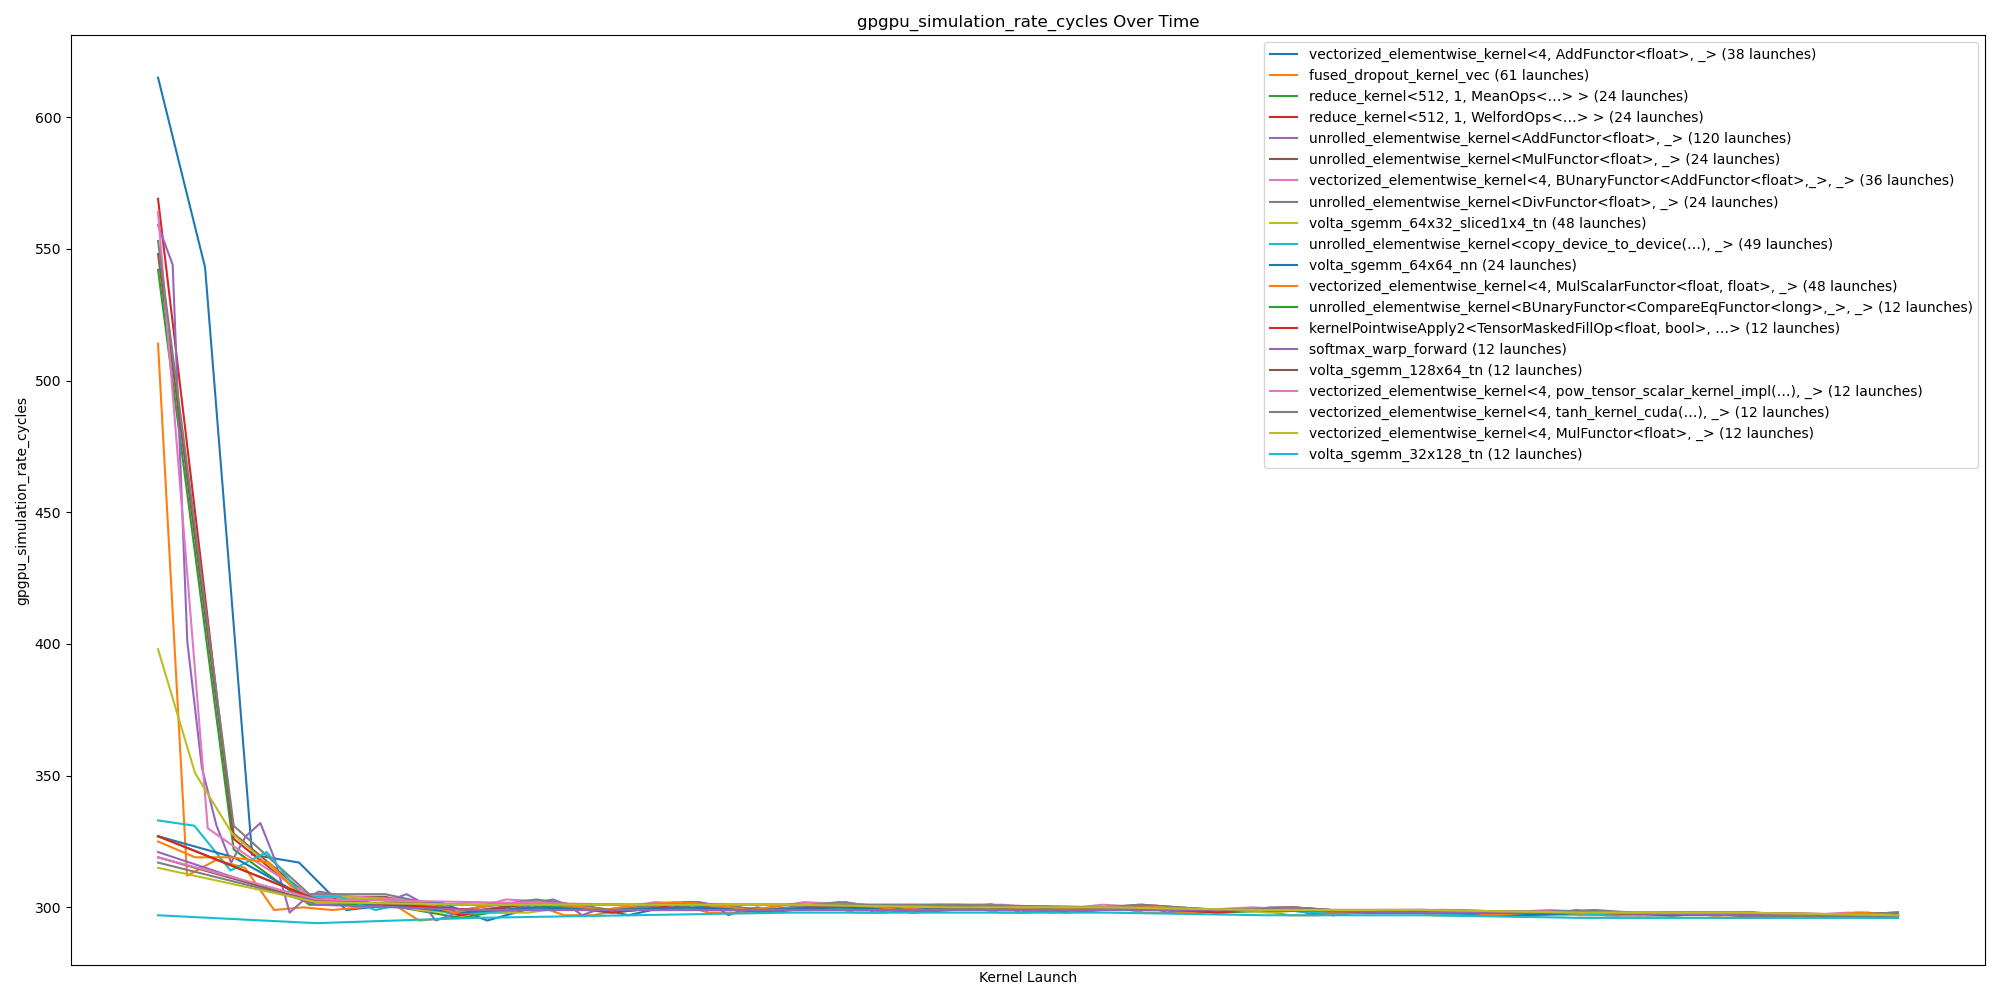 gpgpu_simulation_rate_cycles Over Time
vectorized_elementwise_kernel<4, AddFunctor<float>, _> (38 launches)
fused_dropout_kernel_vec (61 launches)
reduce_kernel<512, 1, MeanOps<...> > (24 launches)
reduce_kernel<512, 1, WelfordOps<...> > (24 launches)
unrolled_elementwise_kernel<AddFunctor<float>, _> (120 launches)
unrolled_elementwise_kernel<MulFunctor<float>, _> (24 launches)
vectorized_elementwise_kernel<4, BUnaryFunctor<AddFunctor<float>,_>, _> (36 launches)
unrolled_elementwise_kernel<DivFunctor<float>, _> (24 launches)
volta_sgemm_64x32_sliced1x4_tn (48 launches)
unrolled_elementwise_kernel<copy_device_to_device(...), _> (49 launches)
volta_sgemm_64x64_nn (24 launches)
vectorized_elementwise_kernel<4, MulScalarFunctor<float, float>, _> (48 launches)
unrolled_elementwise_kernel<BUnaryFunctor<CompareEqFunctor<long>,_>, _> (12 launches)
kernelPointwiseApply2<TensorMaskedFillOp<float, bool>, ...> (12 launches)
softmax_warp_forward (12 launches)
volta_sgemm_128x64_tn (12 launches)
vectorized_elementwise_kernel<4, pow_tensor_scalar_kernel_impl(...), _> (12 launches)
vectorized_elementwise_kernel<4, tanh_kernel_cuda(...), _> (12 launches)
vectorized_elementwise_kernel<4, MulFunctor<float>, _> (12 launches)
volta_sgemm_32x128_tn (12 launches)
gpgpu_simulation_rate_cycles
600
550
500
450
400
350
300
Kernel Launch